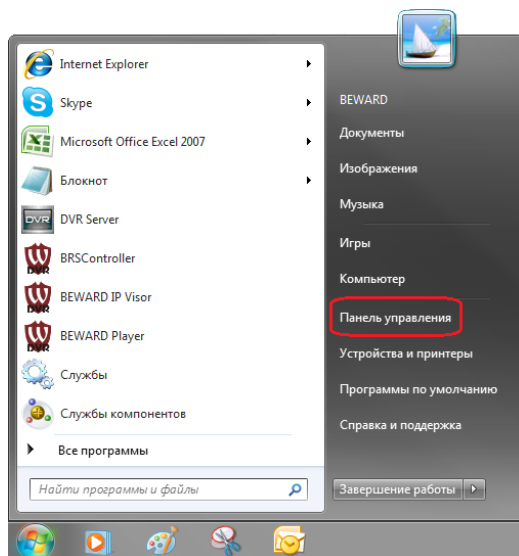 Internet Explorer
Skype
Microsoft Office Excel 2007
Блокнот
DVR Server
BRSController
BEWARD IP Visor
BEWARD Player
Службы
Службы компонентов
Все программы
Найти программы и файлы
BEWARD
Документы
Изображения
Музыка
Игры
Компьютер
Панель управления
Устройства и принтеры
Программы по умолчанию
Справка и поддержка
Завершение работы